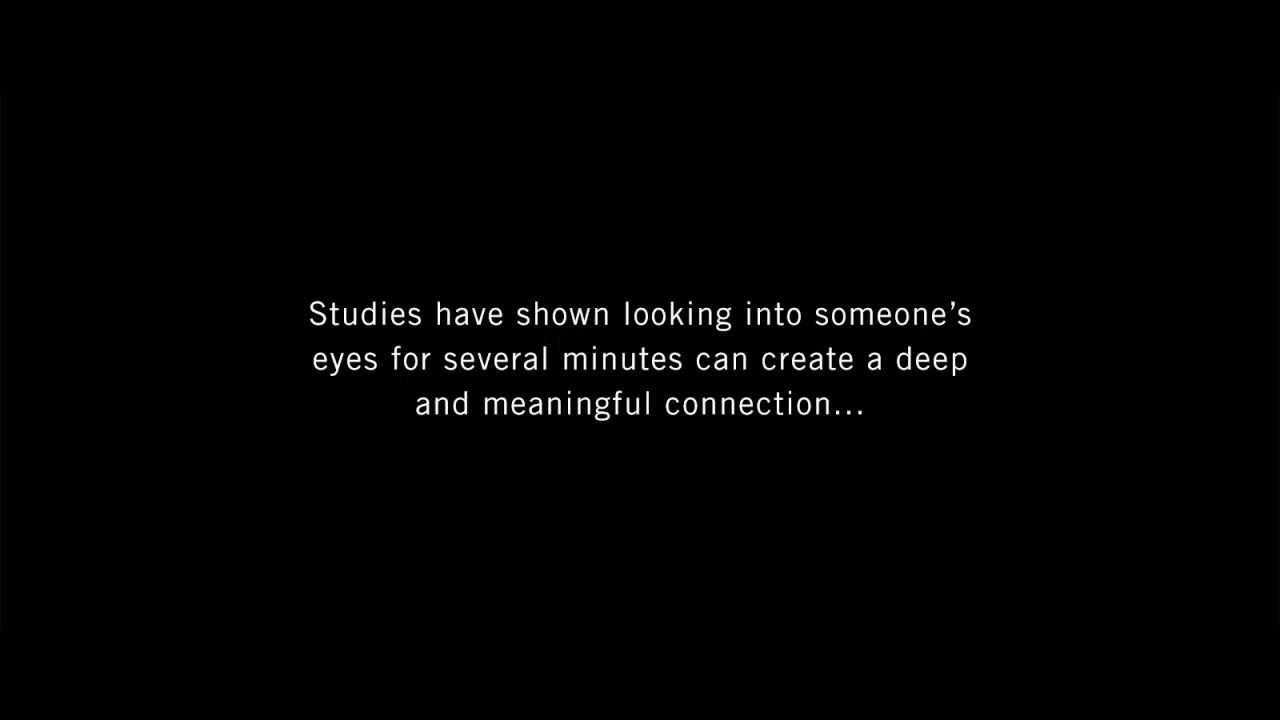 Studies have shown looking into someone’s
eyes for several minutes can create a deep
and meaningful connection...